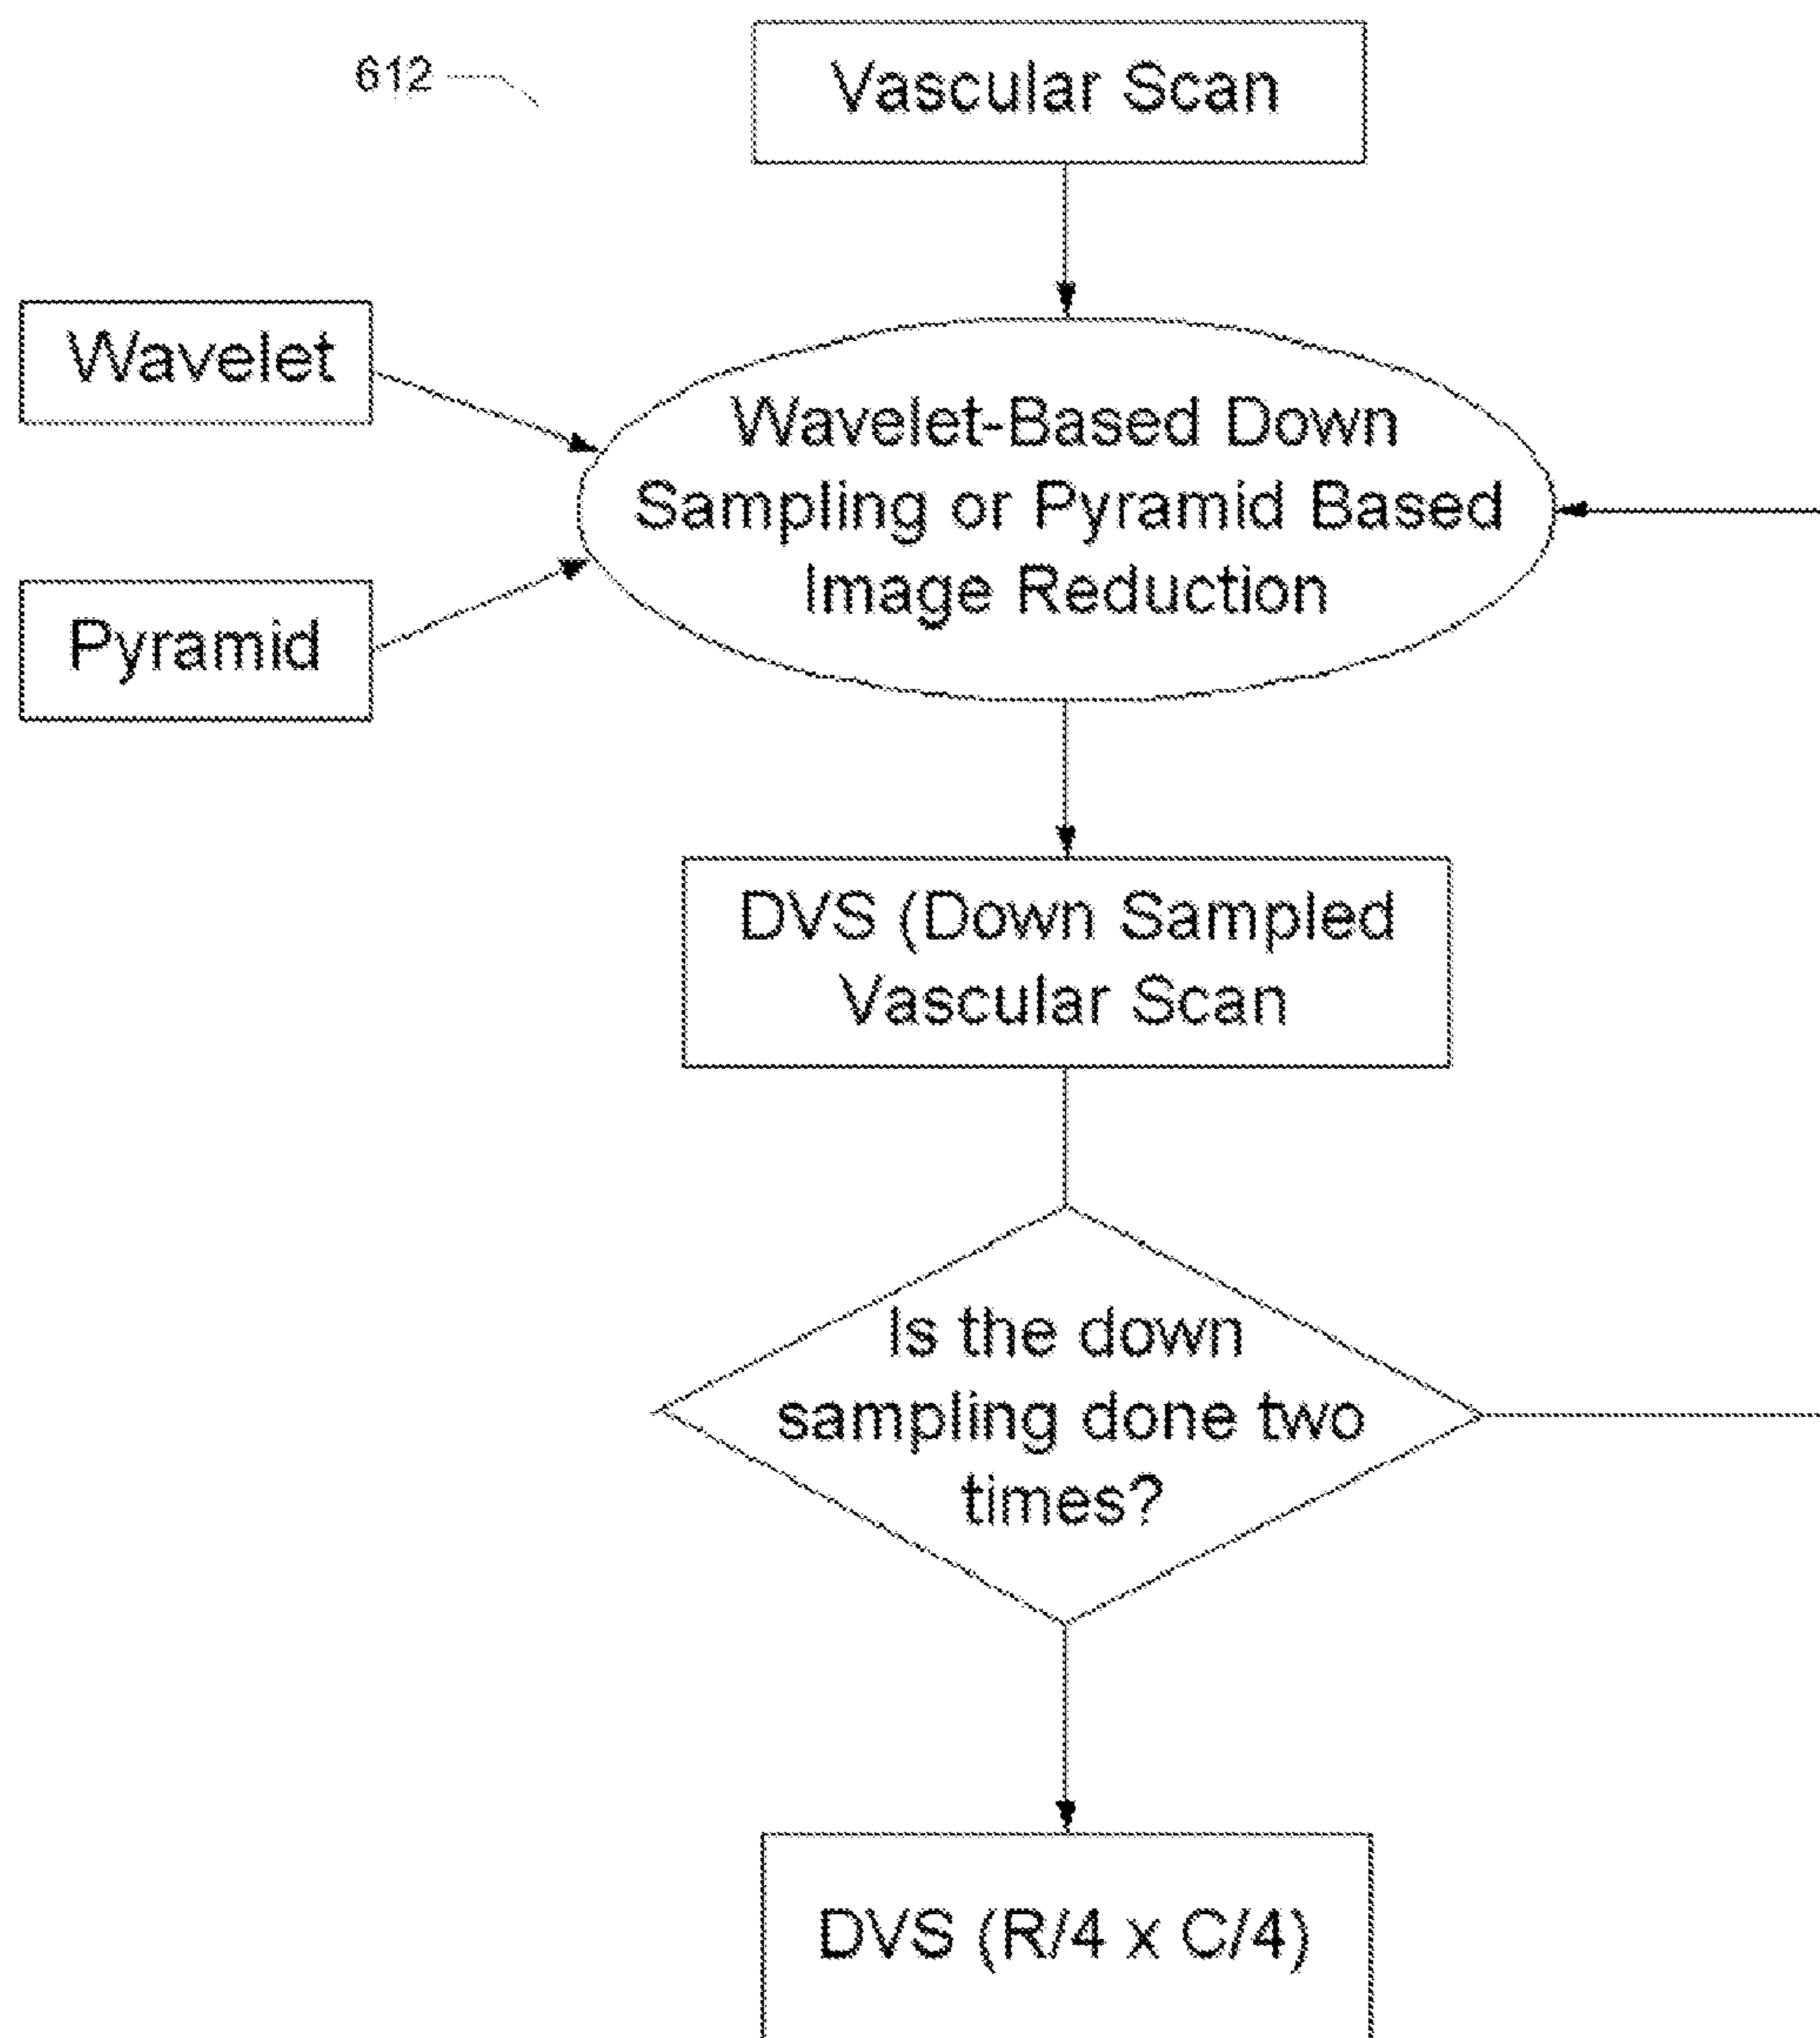 612
Vascular Scan
Wavelet
Wavelet-Based Down
Sampling or Pyramid Based
Image Reduction
Pyramid
DVS (Down Sampled
Vascular Scan
Is the down
sampling done two
times?
DVS (R/4 x C/4)